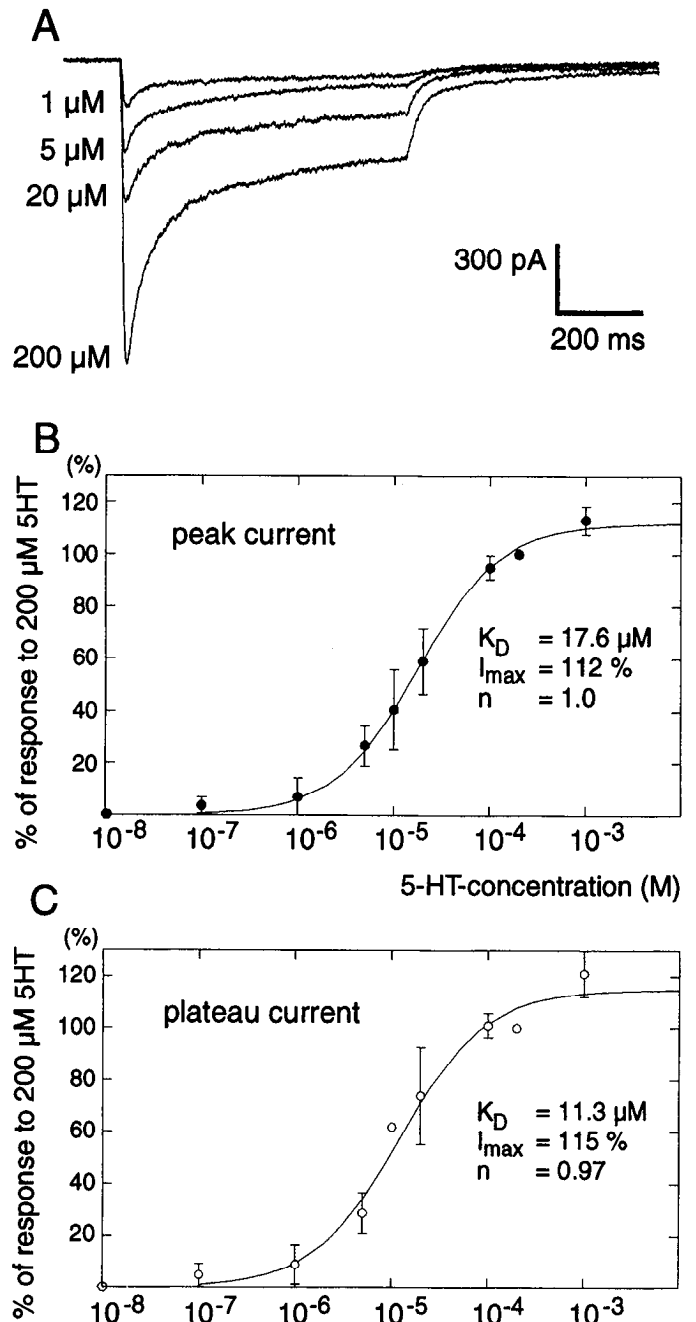 A
1 µM
5 µM
20 µM
200 µM
300 pA
200 ms
B
(%)
% of response to 200 µM 5HT
120
100
80
60
40
20
peak current
K_D = 17.6 µM
I_max = 112 %
n = 1.0
10^-8 10^-7 10^-6 10^-5 10^-4 10^-3
5-HT-concentration (M)
C
(%)
% of response to 200 µM 5HT
120
100
80
60
40
20
plateau current
K_D = 11.3 µM
I_max = 115 %
n = 0.97
10^-8 10^-7 10^-6 10^-5 10^-4 10^-3